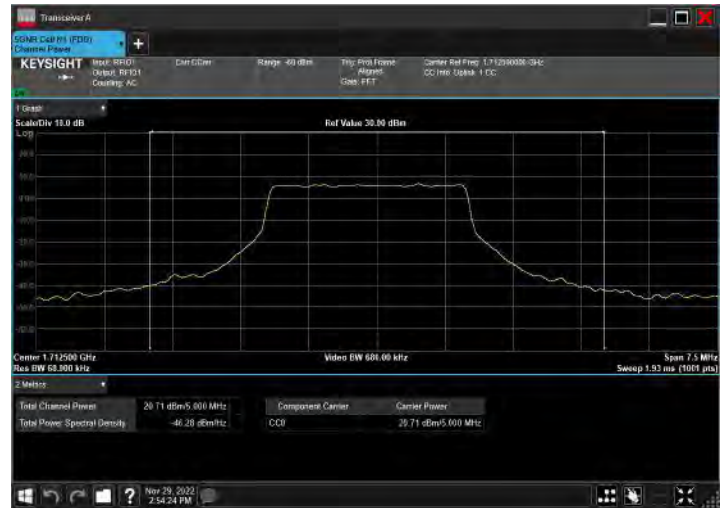 Transceiver A
5GNR Cell N1 (FDD)
Channel Power
KEYSIGHT
Input: RFIO1
Output: RFIO1
Coupling: AC
Corr CCorr
Range: -60 dBm
Trig: Prot Frame
Aligned
Gate: FFT
Carrier Ref Freq: 1.712500000 GHz
CC Info: Uplink 1 CC
1 Graph
Scale/Div 10.0 dB
Ref Value 30.00 dBm
Log
Center 1.712500 GHz
Video BW 680.00 kHz
Span 7.5 MHz
Res BW 68.000 kHz
Sweep 1.93 ms (1001 pts)
2 Metrics
Total Channel Power
20.71 dBm/5.000 MHz
Component Carrier
Carrier Power
Total Power Spectral Density
-46.28 dBm/Hz
CC0
20.71 dBm/5.000 MHz
?
Nov 29, 2022
2:54:24 PM